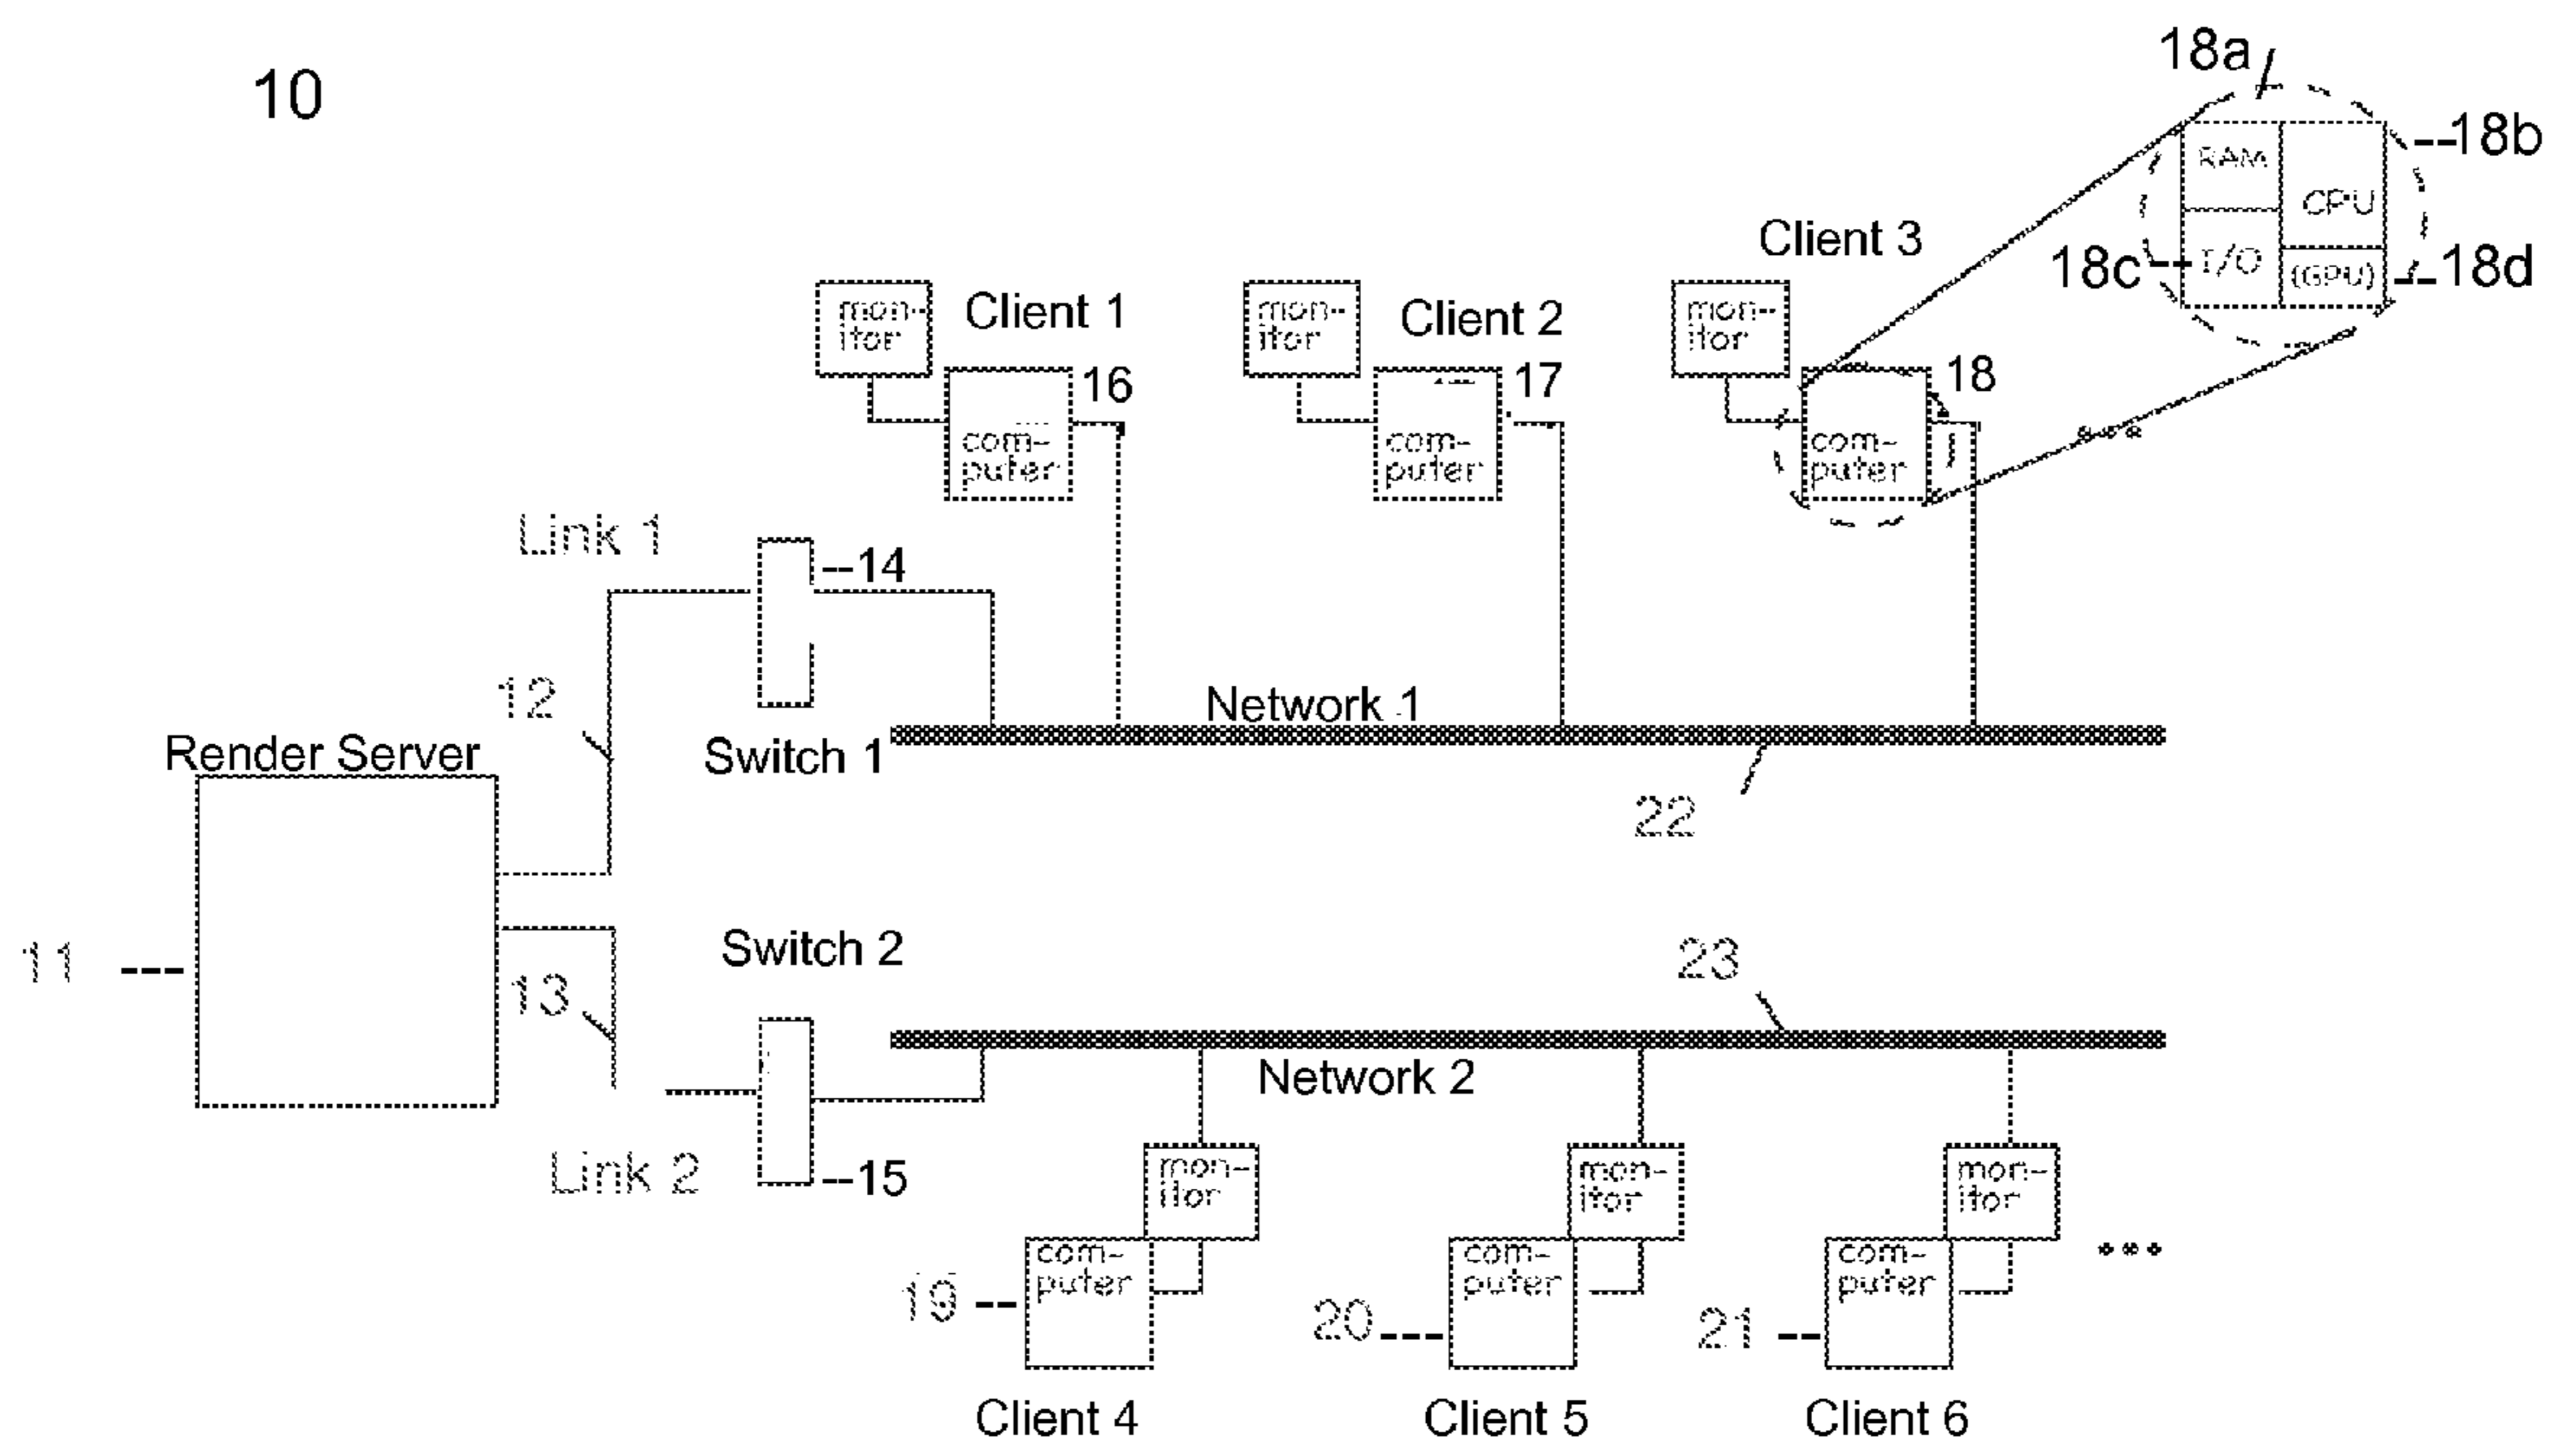 10
18a
18b
RAM
CPU
18c
I/O
(GPU)
18d
Client 3
mon-
itor
Client 1
mon-
itor
Client 2
mon-
itor
16
17
18
com-
puter
com-
puter
com-
puter
Link 1
14
12
Network 1
Switch 1
Render Server
22
Switch 2
11
13
23
Network 2
Link 2
15
mon-
itor
mon-
itor
mon-
itor
com-
puter
com-
puter
com-
puter
19
20
21
Client 4
Client 5
Client 6